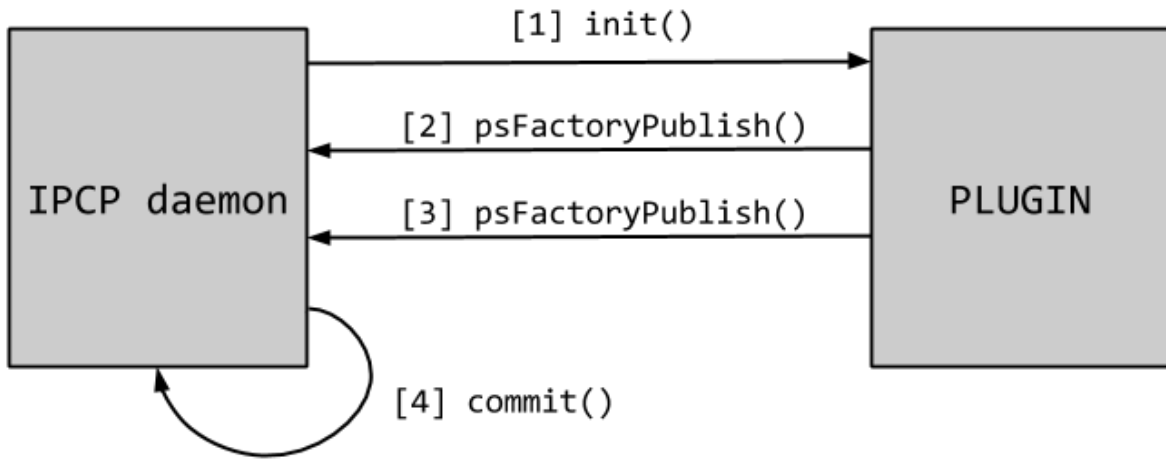 [1] init()
[2] psFactoryPublish()
IPCP daemon
[3] psFactoryPublish()
PLUGIN
[4] commit()